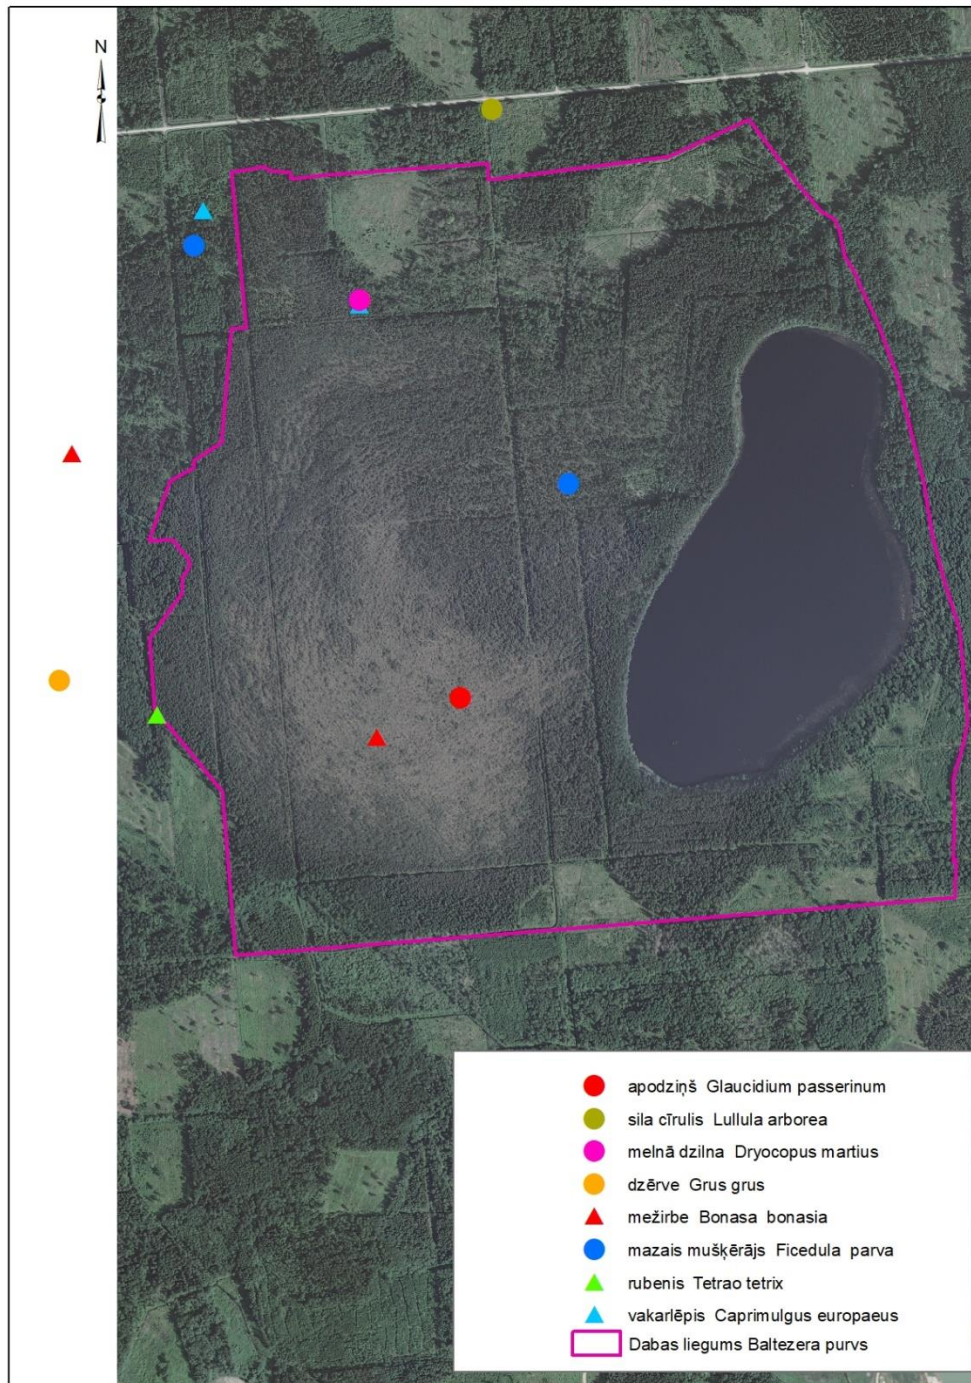 N
apodziņš Glaucidium passerinum
sila cīrulis Lullula arborea
melnā dzilna Dryocopus martius
dzērve Grus grus
mežirbe Bonasa bonasia
mazais mušķērājs Ficedula parva
rubenis Tetrao tetrix
vakarlēpis Caprimulgus europaeus
Dabas liegums Baltezera purvs